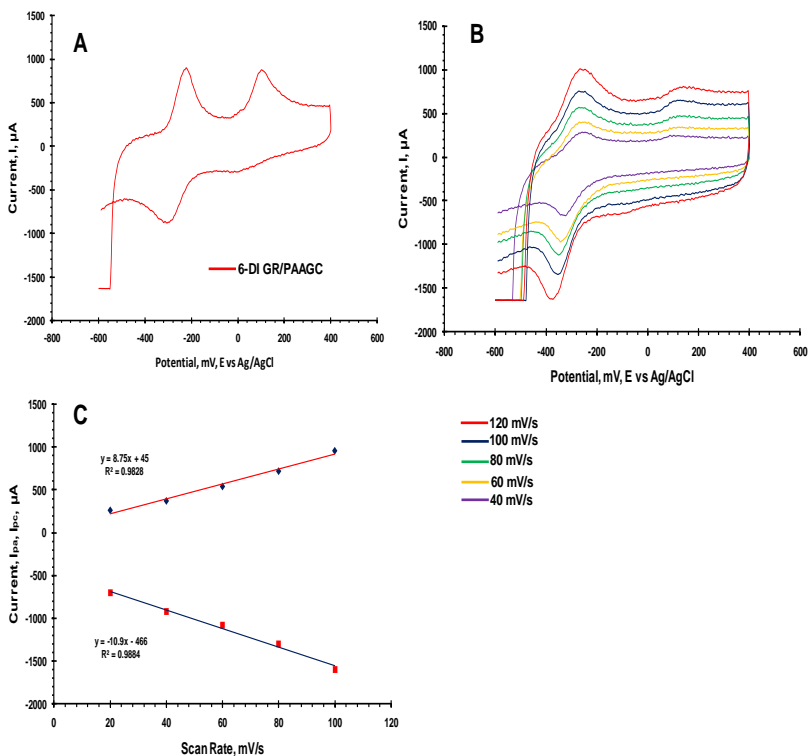 A
1500
1000
500
0
-500
-1000
-1500
-2000
Current, I, µA
6-DI GR/PAAGC
-600 -400 -200 0 200 400 600
Potential, mV, E vs Ag/AgCl
B
1500
1000
500
0
-500
-1000
-1500
-2000
Current, I, µA
-800 -600 -400 -200 0 200 400 600
Potential, mV, E vs Ag/AgCl
120 mV/s
100 mV/s
80 mV/s
60 mV/s
40 mV/s
C
1500
1000
500
0
-500
-1000
-1500
-2000
Current, Ipa, Ipc, µA
y = 8.75x + 45
R² = 0.9828
y = -10.9x - 466
R² = 0.9884
0 20 40 60 80 100 120
Scan Rate, mV/s